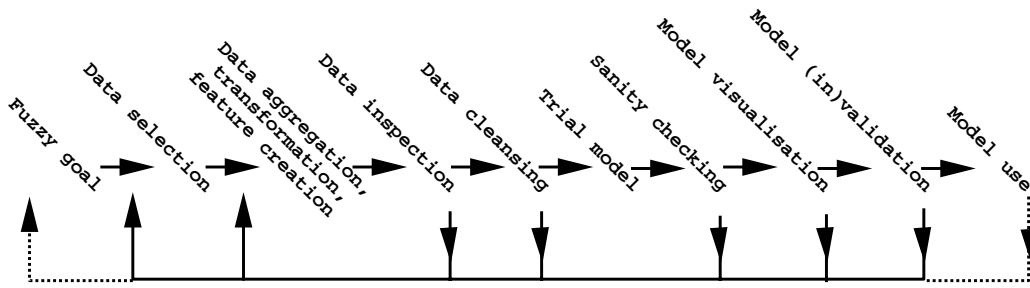 Fuzzy goal
Data selection
Data aggregation,
transformation,
feature creation
Data inspection
Data cleansing
Trial model
Sanity checking
Model visualisation
Model (in)validation
Model use